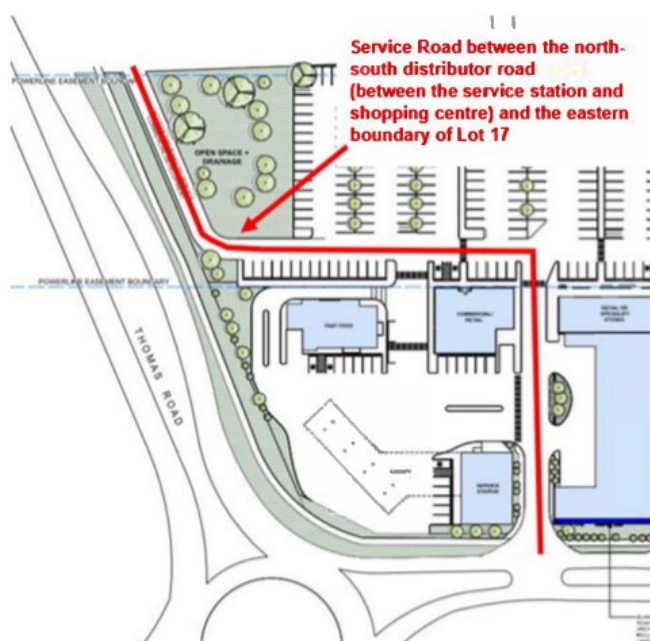 Service Road between the north-
south distributor road
(between the service station and
shopping centre) and the eastern
boundary of Lot 17
POWERLINE EASEMENT BOUNDARY
OPEN SPACE +
DRAINAGE
POWERLINE EASEMENT BOUNDARY
FAST FOOD
COMMERCIAL/
RETAIL
RETAIL OR
SPECIALTY
STORES
THOMAS ROAD
CANOPY
SERVICE
STATION